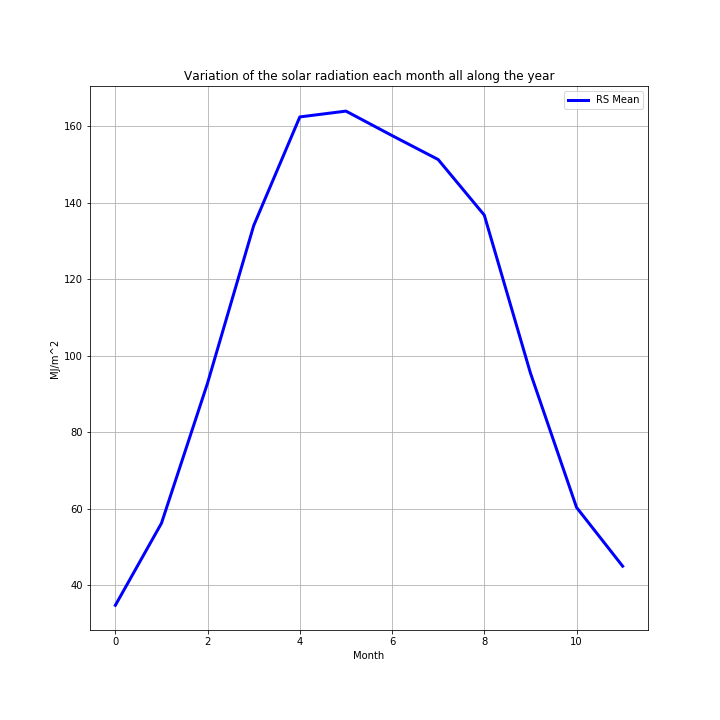 Variation of the solar radiation each month all along the year
RS Mean
160
140
120
100
80
60
40
MJ/m^2
0 2 4 6 8 10
Month